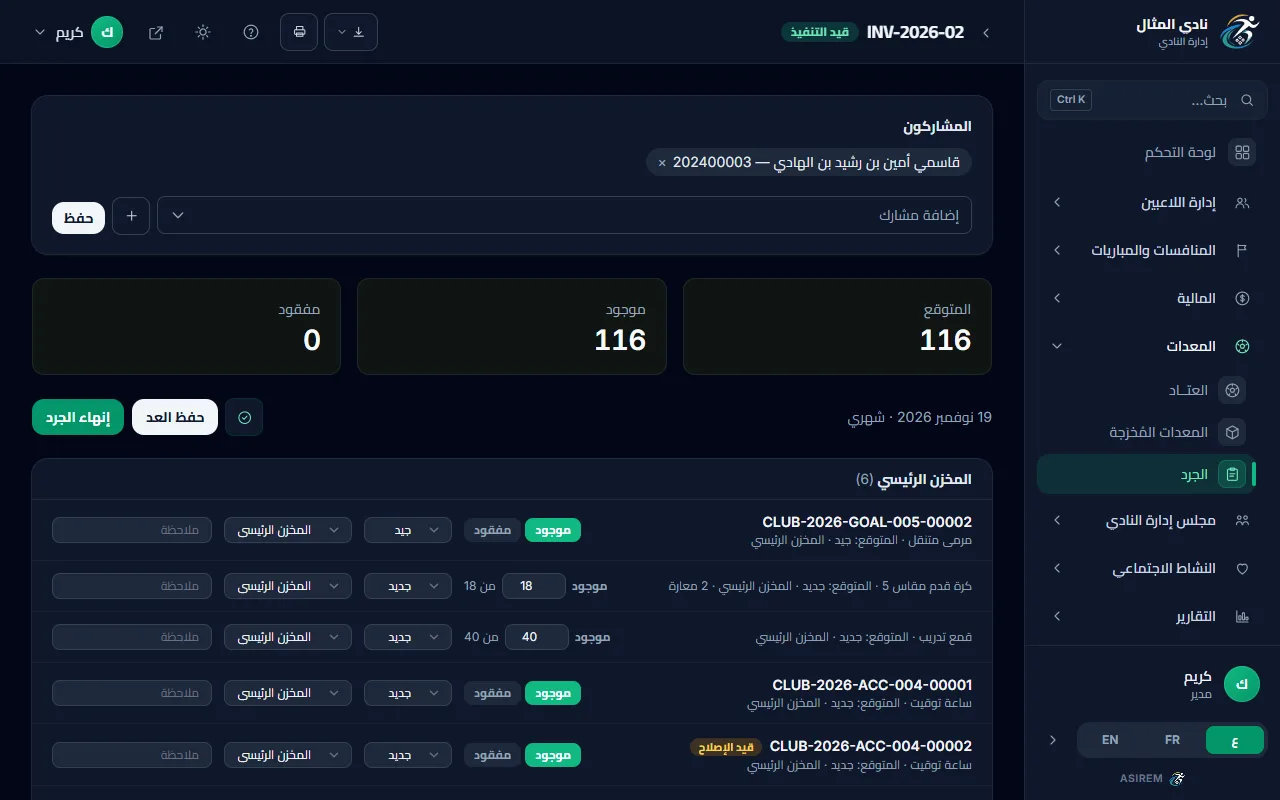 نادي المثال
إدارة النادي
بحث...
Ctrl K
لوحة التحكم
إدارة اللاعبين
المنافسات والمباريات
المالية
المعدات
العتــاد
المعدات المُخرَجة
الجرد
مجلس إدارة النادي
النشاط الاجتماعي
التقارير
ك
كريم
مدير
ع FR EN
ASIREM
INV-2026-02 قيد التنفيذ
ك كريم
المشاركون
قاسمي أمين بن رشيد بن الهادي — 202400003 ×
إضافة مشارك
+
حفظ
المتوقع
116
موجود
116
مفقود
0
19 نوفمبر 2026 · شهري
حفظ العد
إنهاء الجرد
المخزن الرئيسي (6)
CLUB-2026-GOAL-005-00002
مرمى متنقل · المتوقع: جيد · المخزن الرئيسي
موجود مفقود جيد المخزن الرئيسي ملاحظة
كرة قدم مقاس 5 · المتوقع: جديد · المخزن الرئيسي · 2 معارة
موجود 18 من 18 جديد المخزن الرئيسي ملاحظة
قمع تدريب · المتوقع: جديد · المخزن الرئيسي
موجود 40 من 40 جديد المخزن الرئيسي ملاحظة
CLUB-2026-ACC-004-00001
ساعة توقيت · المتوقع: جديد · المخزن الرئيسي
موجود مفقود جديد المخزن الرئيسي ملاحظة
CLUB-2026-ACC-004-00002 قيد الإصلاح
ساعة توقيت · المتوقع: جديد · المخزن الرئيسي
موجود مفقود جديد المخزن الرئيسي ملاحظة